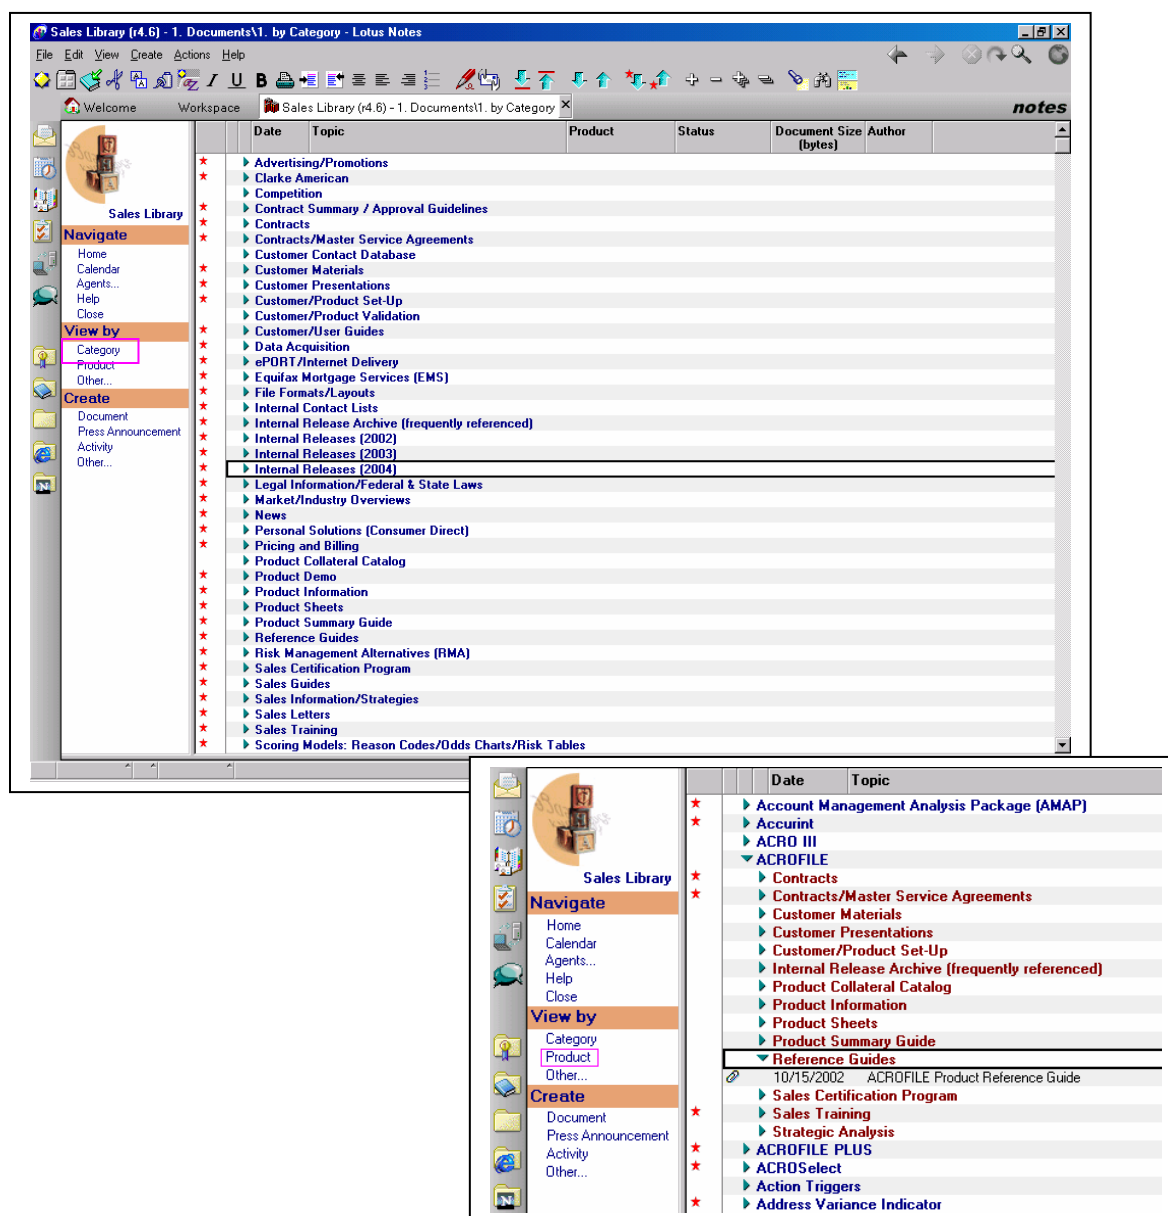 Sales Library (r4.6) - 1. Documents\1. by Category - Lotus Notes
File Edit View Create Actions Help
Welcome Workspace Sales Library (r4.6) - 1. Documents\1. by Category
notes
Sales Library
Navigate
Home
Calendar
Agents...
Help
Close
View by
Category
Product
Other...
Create
Document
Press Announcement
Activity
Other...
Date Topic Product Status Document Size (bytes) Author
Advertising/Promotions
Clarke American
Competition
Contract Summary / Approval Guidelines
Contracts
Contracts/Master Service Agreements
Customer Contact Database
Customer Materials
Customer Presentations
Customer/Product Set-Up
Customer/Product Validation
Customer/User Guides
Data Acquisition
ePORT/Internet Delivery
Equifax Mortgage Services (EMS)
File Formats/Layouts
Internal Contact Lists
Internal Release Archive (frequently referenced)
Internal Releases (2002)
Internal Releases (2003)
Internal Releases (2004)
Legal Information/Federal & State Laws
Market/Industry Overviews
News
Personal Solutions (Consumer Direct)
Pricing and Billing
Product Collateral Catalog
Product Demo
Product Information
Product Sheets
Product Summary Guide
Reference Guides
Risk Management Alternatives (RMA)
Sales Certification Program
Sales Guides
Sales Information/Strategies
Sales Letters
Sales Training
Scoring Models: Reason Codes/Odds Charts/Risk Tables
Sales Library
Navigate
Home
Calendar
Agents...
Help
Close
View by
Category
Product
Other...
Create
Document
Press Announcement
Activity
Other...
Date Topic
Account Management Analysis Package (AMAP)
Accurint
ACRO III
ACROFILE
Contracts
Contracts/Master Service Agreements
Customer Materials
Customer Presentations
Customer/Product Set-Up
Internal Release Archive (frequently referenced)
Product Collateral Catalog
Product Information
Product Sheets
Product Summary Guide
Reference Guides
10/15/2002 ACROFILE Product Reference Guide
Sales Certification Program
Sales Training
Strategic Analysis
ACROFILE PLUS
ACROSelect
Action Triggers
Address Variance Indicator